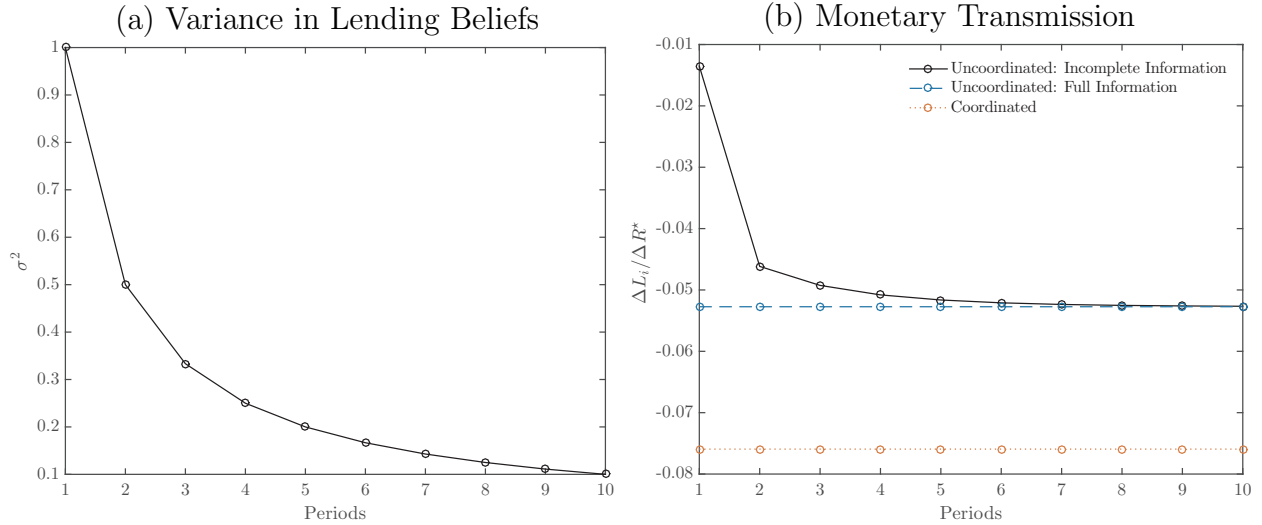 (a) Variance in Lending Beliefs
1
0.9
0.8
0.7
0.6
0.5
0.4
0.3
0.2
0.1
σ²
1 2 3 4 5 6 7 8 9 10
Periods
(b) Monetary Transmission
-0.01
-0.02
-0.03
-0.04
-0.05
-0.06
-0.07
-0.08
ΔL_i/ΔR*
Uncoordinated: Incomplete Information
Uncoordinated: Full Information
Coordinated
1 2 3 4 5 6 7 8 9 10
Periods